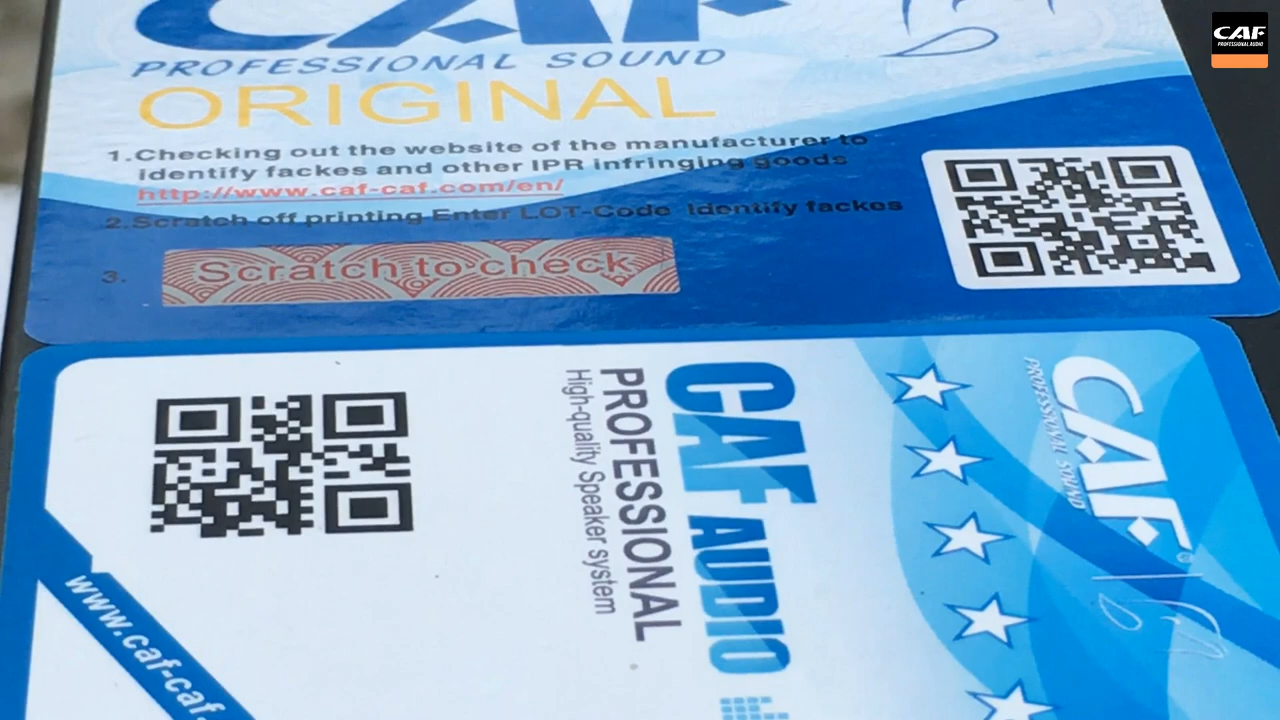 CAF
PROFESSIONAL SOUND
ORIGINAL
1.Checking out the website of the manufacturer to
identify fackes and other IPR infringing goods
http://www.caf-caf.com/en/
2.Scratch off printing Enter LOT-Code Identify fackes
3. Scratch to check
CAF
PROFESSIONAL AUDIO
CAF®
PROFESSIONAL SOUND
CAF AUDIO
PROFESSIONAL
High-quality Speaker system
www.caf-caf.